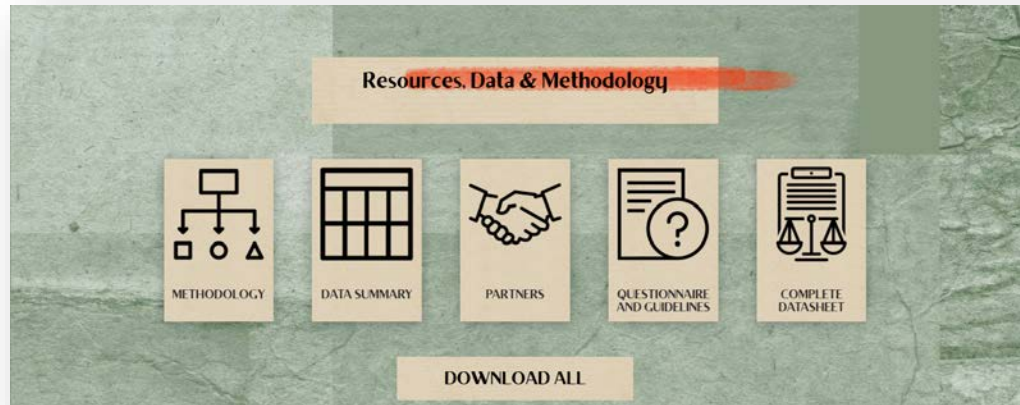 Resources, Data & Methodology
METHODOLOGY
DATA SUMMARY
PARTNERS
QUESTIONNAIRE
AND GUIDELINES
COMPLETE
DATASHEET
DOWNLOAD ALL